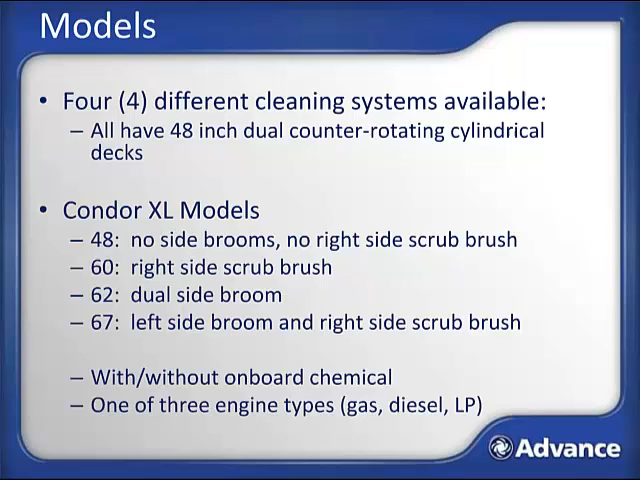 Models
• Four (4) different cleaning systems available:
– All have 48 inch dual counter-rotating cylindrical
decks
• Condor XL Models
– 48: no side brooms, no right side scrub brush
– 60: right side scrub brush
– 62: dual side broom
– 67: left side broom and right side scrub brush
– With/without onboard chemical
– One of three engine types (gas, diesel, LP)
Advance